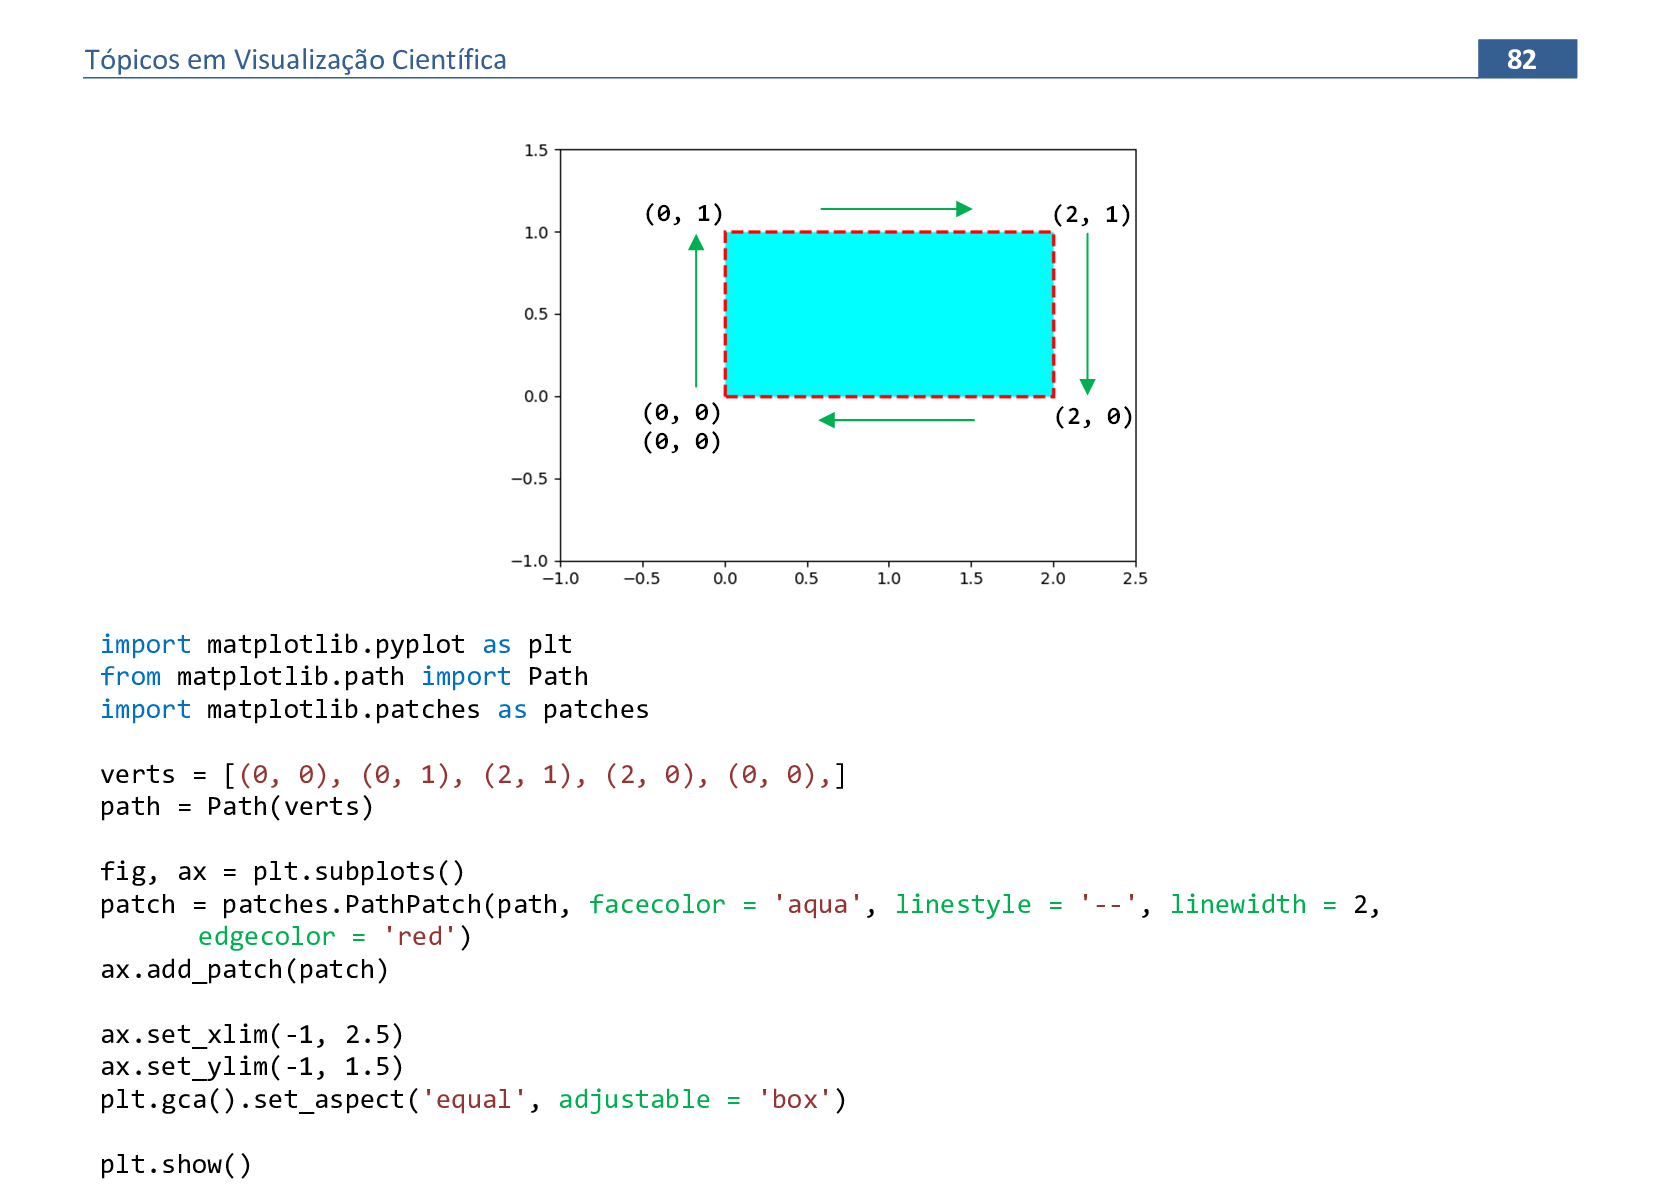 Tópicos em Visualização Científica
82
1.5
(0, 1)
(2, 1)
1.0
0.5
0.0
(0, 0)
(2, 0)
(0, 0)
−0.5
−1.0
−1.0 −0.5 0.0 0.5 1.0 1.5 2.0 2.5
import matplotlib.pyplot as plt
from matplotlib.path import Path
import matplotlib.patches as patches
verts = [(0, 0), (0, 1), (2, 1), (2, 0), (0, 0),]
path = Path(verts)
fig, ax = plt.subplots()
patch = patches.PathPatch(path, facecolor = 'aqua', linestyle = '--', linewidth = 2,
edgecolor = 'red')
ax.add_patch(patch)
ax.set_xlim(-1, 2.5)
ax.set_ylim(-1, 1.5)
plt.gca().set_aspect('equal', adjustable = 'box')
plt.show()